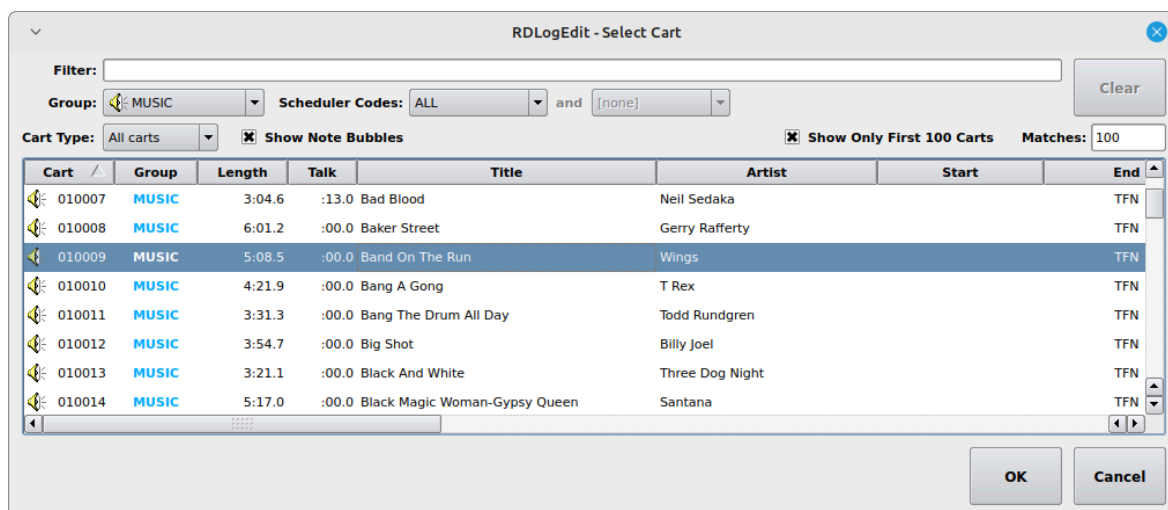 RDLogEdit - Select Cart
Filter:
Clear
Group: MUSIC Scheduler Codes: ALL and [none]
Cart Type: All carts Show Note Bubbles Show Only First 100 Carts Matches: 100
Cart Group Length Talk Title Artist Start End
010007 MUSIC 3:04.6 :13.0 Bad Blood Neil Sedaka TFN
010008 MUSIC 6:01.2 :00.0 Baker Street Gerry Rafferty TFN
010009 MUSIC 5:08.5 :00.0 Band On The Run Wings TFN
010010 MUSIC 4:21.9 :00.0 Bang A Gong T Rex TFN
010011 MUSIC 3:31.3 :00.0 Bang The Drum All Day Todd Rundgren TFN
010012 MUSIC 3:54.7 :00.0 Big Shot Billy Joel TFN
010013 MUSIC 3:21.1 :00.0 Black And White Three Dog Night TFN
010014 MUSIC 5:17.0 :00.0 Black Magic Woman-Gypsy Queen Santana TFN
OK Cancel